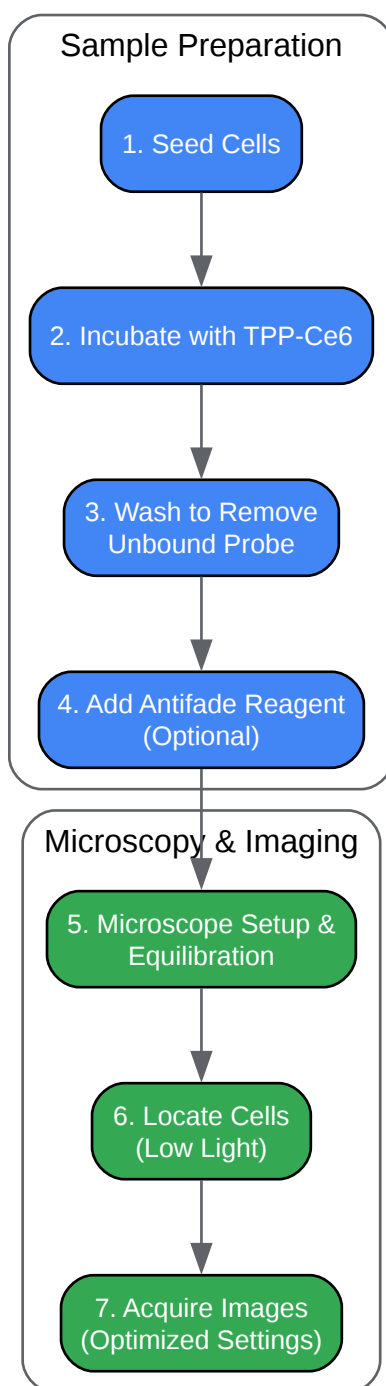 Sample Preparation
1. Seed Cells
2. Incubate with TPP-Ce6
3. Wash to Remove
Unbound Probe
4. Add Antifade Reagent
(Optional)
Microscopy & Imaging
5. Microscope Setup &
Equilibration
6. Locate Cells
(Low Light)
7. Acquire Images
(Optimized Settings)